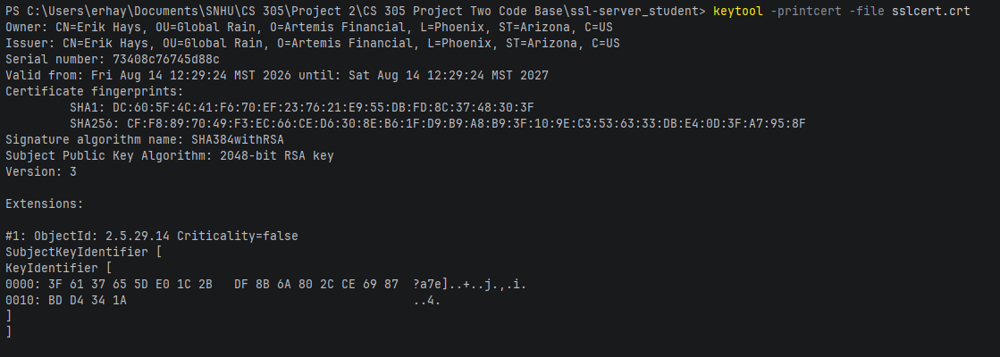 PS C:\Users\erhay\Documents\SNHU\CS 305\Project 2\CS 305 Project Two Code Base\ssl-server_student> keytool -printcert -file sslcert.crt
Owner: CN=Erik Hays, OU=Global Rain, O=Artemis Financial, L=Phoenix, ST=Arizona, C=US
Issuer: CN=Erik Hays, OU=Global Rain, O=Artemis Financial, L=Phoenix, ST=Arizona, C=US
Serial number: 73408c76745d88c
Valid from: Fri Aug 14 12:29:24 MST 2026 until: Sat Aug 14 12:29:24 MST 2027
Certificate fingerprints:
         SHA1: DC:60:5F:4C:41:F6:70:EF:23:76:21:E9:55:DB:FD:8C:37:48:30:3F
         SHA256: CF:F8:89:70:49:F3:EC:66:CE:D6:30:8E:B6:1F:D9:B9:A8:B9:3F:10:9E:C3:53:63:33:DB:E4:0D:3F:A7:95:8F
Signature algorithm name: SHA384withRSA
Subject Public Key Algorithm: 2048-bit RSA key
Version: 3

Extensions:

#1: ObjectId: 2.5.29.14 Criticality=false
SubjectKeyIdentifier [
KeyIdentifier [
0000: 3F 61 37 65 5D E0 1C 2B   DF 8B 6A 80 2C CE 69 87  ?a7e]..+..j.,.i.
0010: BD D4 34 1A                                        ..4.
]
]